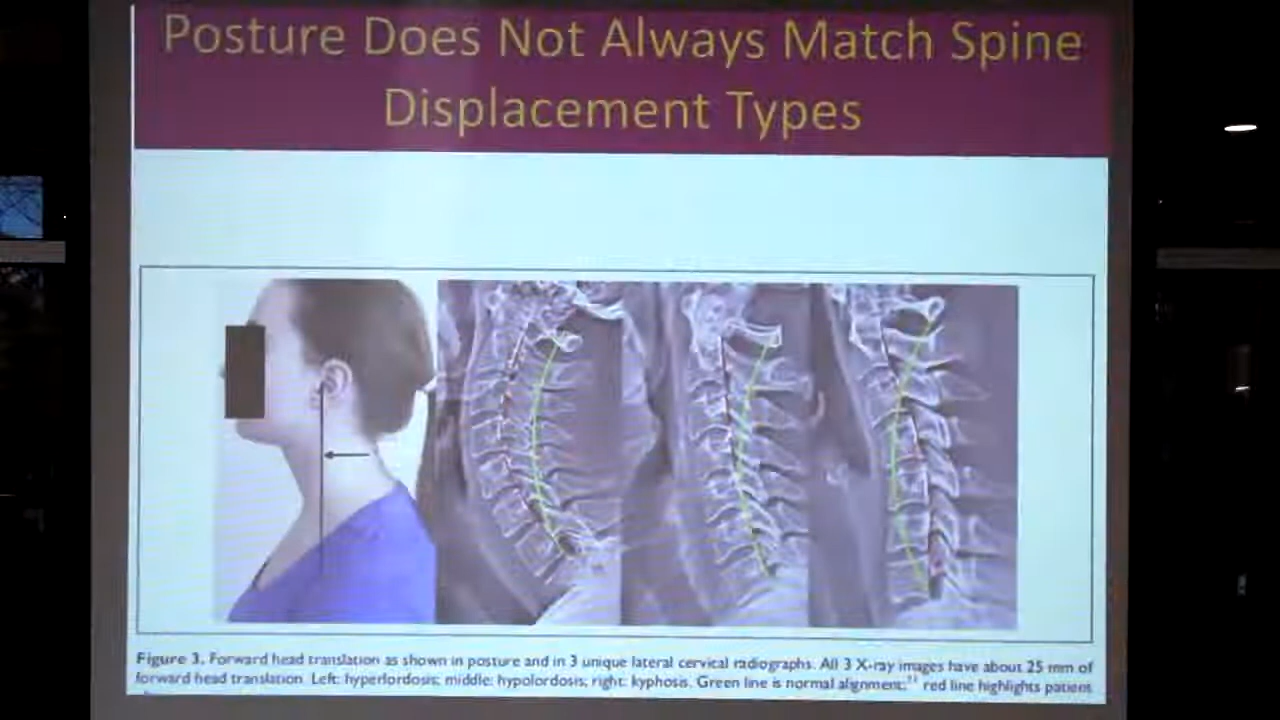 Posture Does Not Always Match Spine
Displacement Types
Figure 3. Forward head translation as shown in posture and in 3 unique lateral cervical radiographs. All 3 X-ray images have about 25 mm of
forward head translation. Left: hyperlordosis; middle: hypolordosis; right: kyphosis. Green line is normal alignment; red line highlights patient